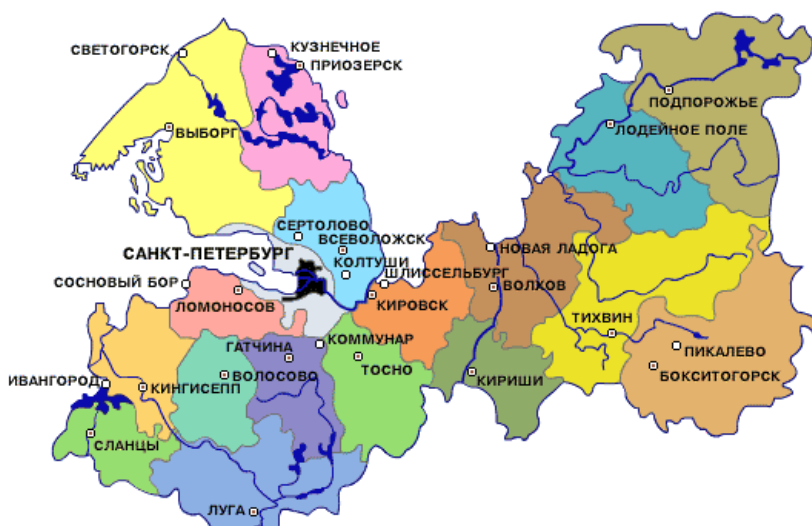 СВЕТОГОРСК
КУЗНЕЧНОЕ
ПРИОЗЕРСК
ПОДПОРОЖЬЕ
ВЫБОРГ
ЛОДЕЙНОЕ ПОЛЕ
СЕРТОЛОВО
ВСЕВОЛОЖСК
САНКТ-ПЕТЕРБУРГ
НОВАЯ ЛАДОГА
КОЛТУШИ
ШЛИССЕЛЬБУРГ
СОСНОВЫЙ БОР
ВОЛХОВ
ЛОМОНОСОВ
КИРОВСК
ТИХВИН
КОММУНАР
ГАТЧИНА
ПИКАЛЕВО
ТОСНО
БОКСИТОГОРСК
ВОЛОСОВО
КИРИШИ
ИВАНГОРОД
КИНГИСЕПП
СЛАНЦЫ
ЛУГА